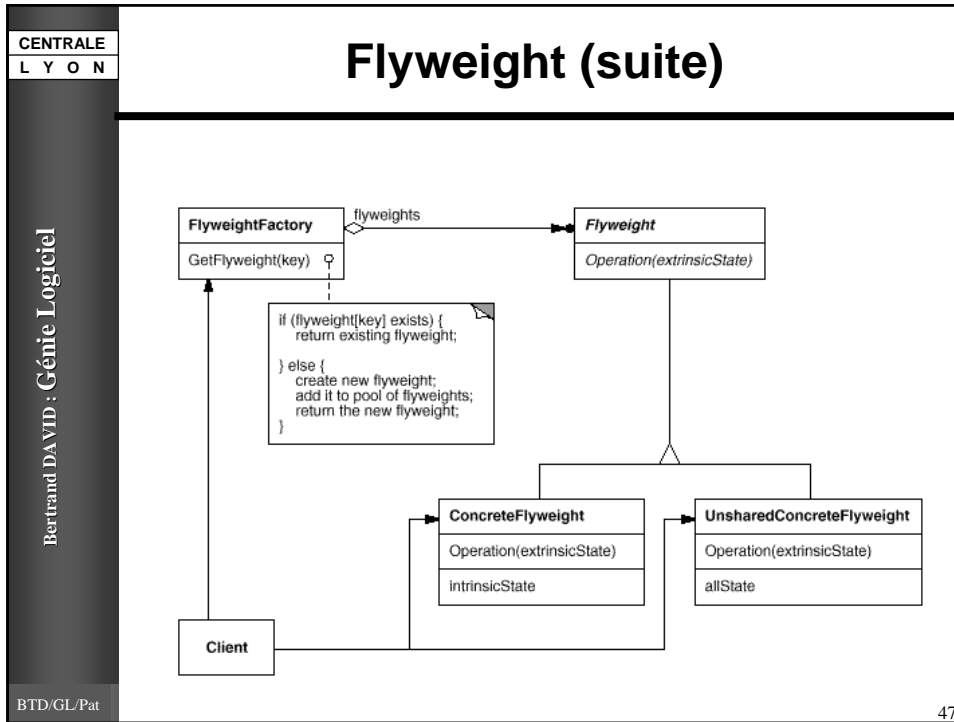 CENTRALE
L Y O N
Flyweight (suite)
Bertrand DAVID : Génie Logiciel
flyweights
FlyweightFactory
GetFlyweight(key)
Flyweight
Operation(extrinsicState)
if (flyweight[key] exists) {
return existing flyweight;
} else {
create new flyweight;
add it to pool of flyweights;
return the new flyweight;
}
ConcreteFlyweight
Operation(extrinsicState)
intrinsicState
UnsharedConcreteFlyweight
Operation(extrinsicState)
allState
Client
BTD/GL/Pat
47